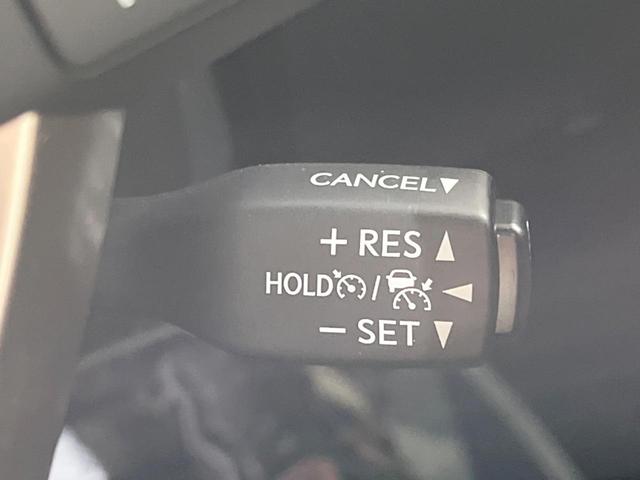 CANCEL▼
+ RES ▲
HOLD / ◀
− SET ▼